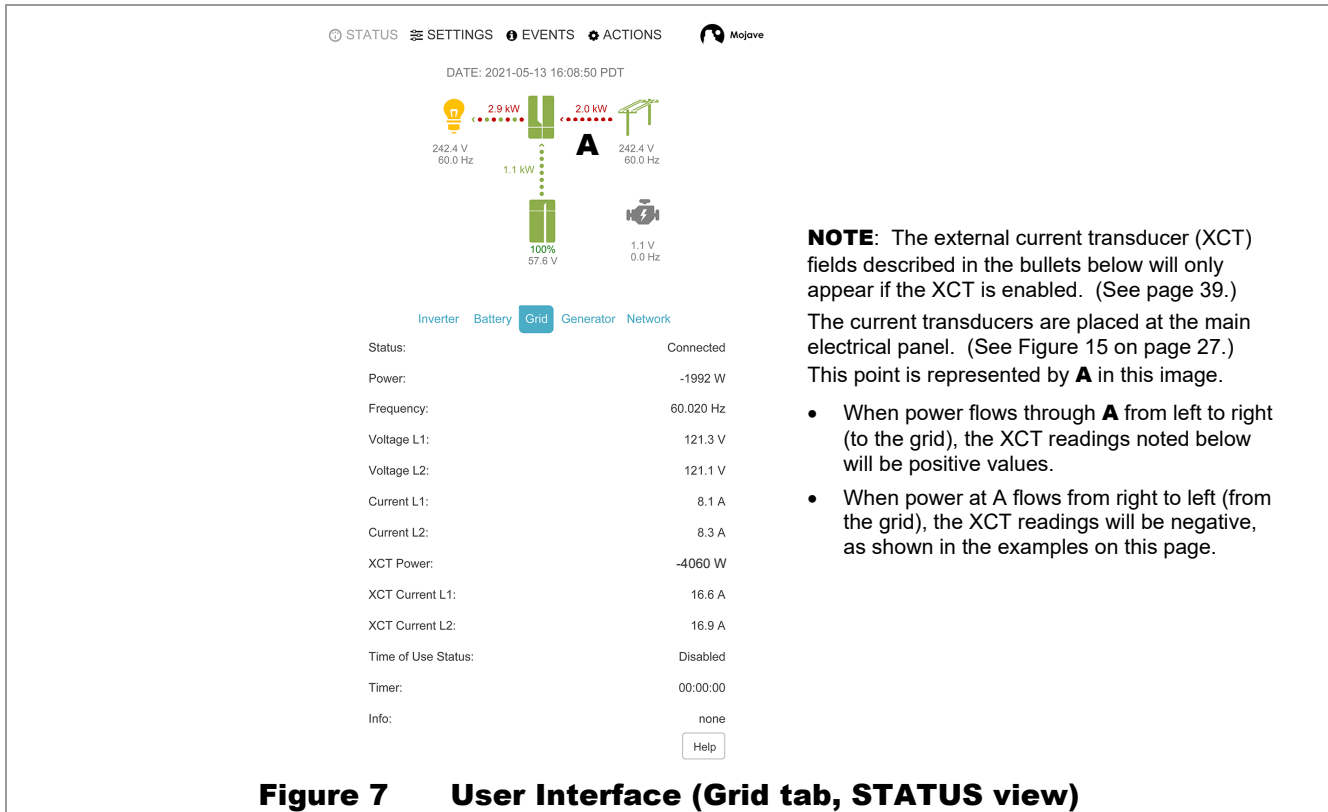 STATUS SETTINGS EVENTS ACTIONS Mojave
DATE: 2021-05-13 16:08:50 PDT
2.9 kW 2.0 kW
A
242.4 V 242.4 V
60.0 Hz 60.0 Hz
1.1 kW
100% 1.1 V
57.6 V 0.0 Hz
Inverter Battery Grid Generator Network
Status: Connected
Power: -1992 W
Frequency: 60.020 Hz
Voltage L1: 121.3 V
Voltage L2: 121.1 V
Current L1: 8.1 A
Current L2: 8.3 A
XCT Power: -4060 W
XCT Current L1: 16.6 A
XCT Current L2: 16.9 A
Time of Use Status: Disabled
Timer: 00:00:00
Info: none
Help
NOTE: The external current transducer (XCT)
fields described in the bullets below will only
appear if the XCT is enabled. (See page 39.)
The current transducers are placed at the main
electrical panel. (See Figure 15 on page 27.)
This point is represented by A in this image.
• When power flows through A from left to right
(to the grid), the XCT readings noted below
will be positive values.
• When power at A flows from right to left (from
the grid), the XCT readings will be negative,
as shown in the examples on this page.
Figure 7 User Interface (Grid tab, STATUS view)